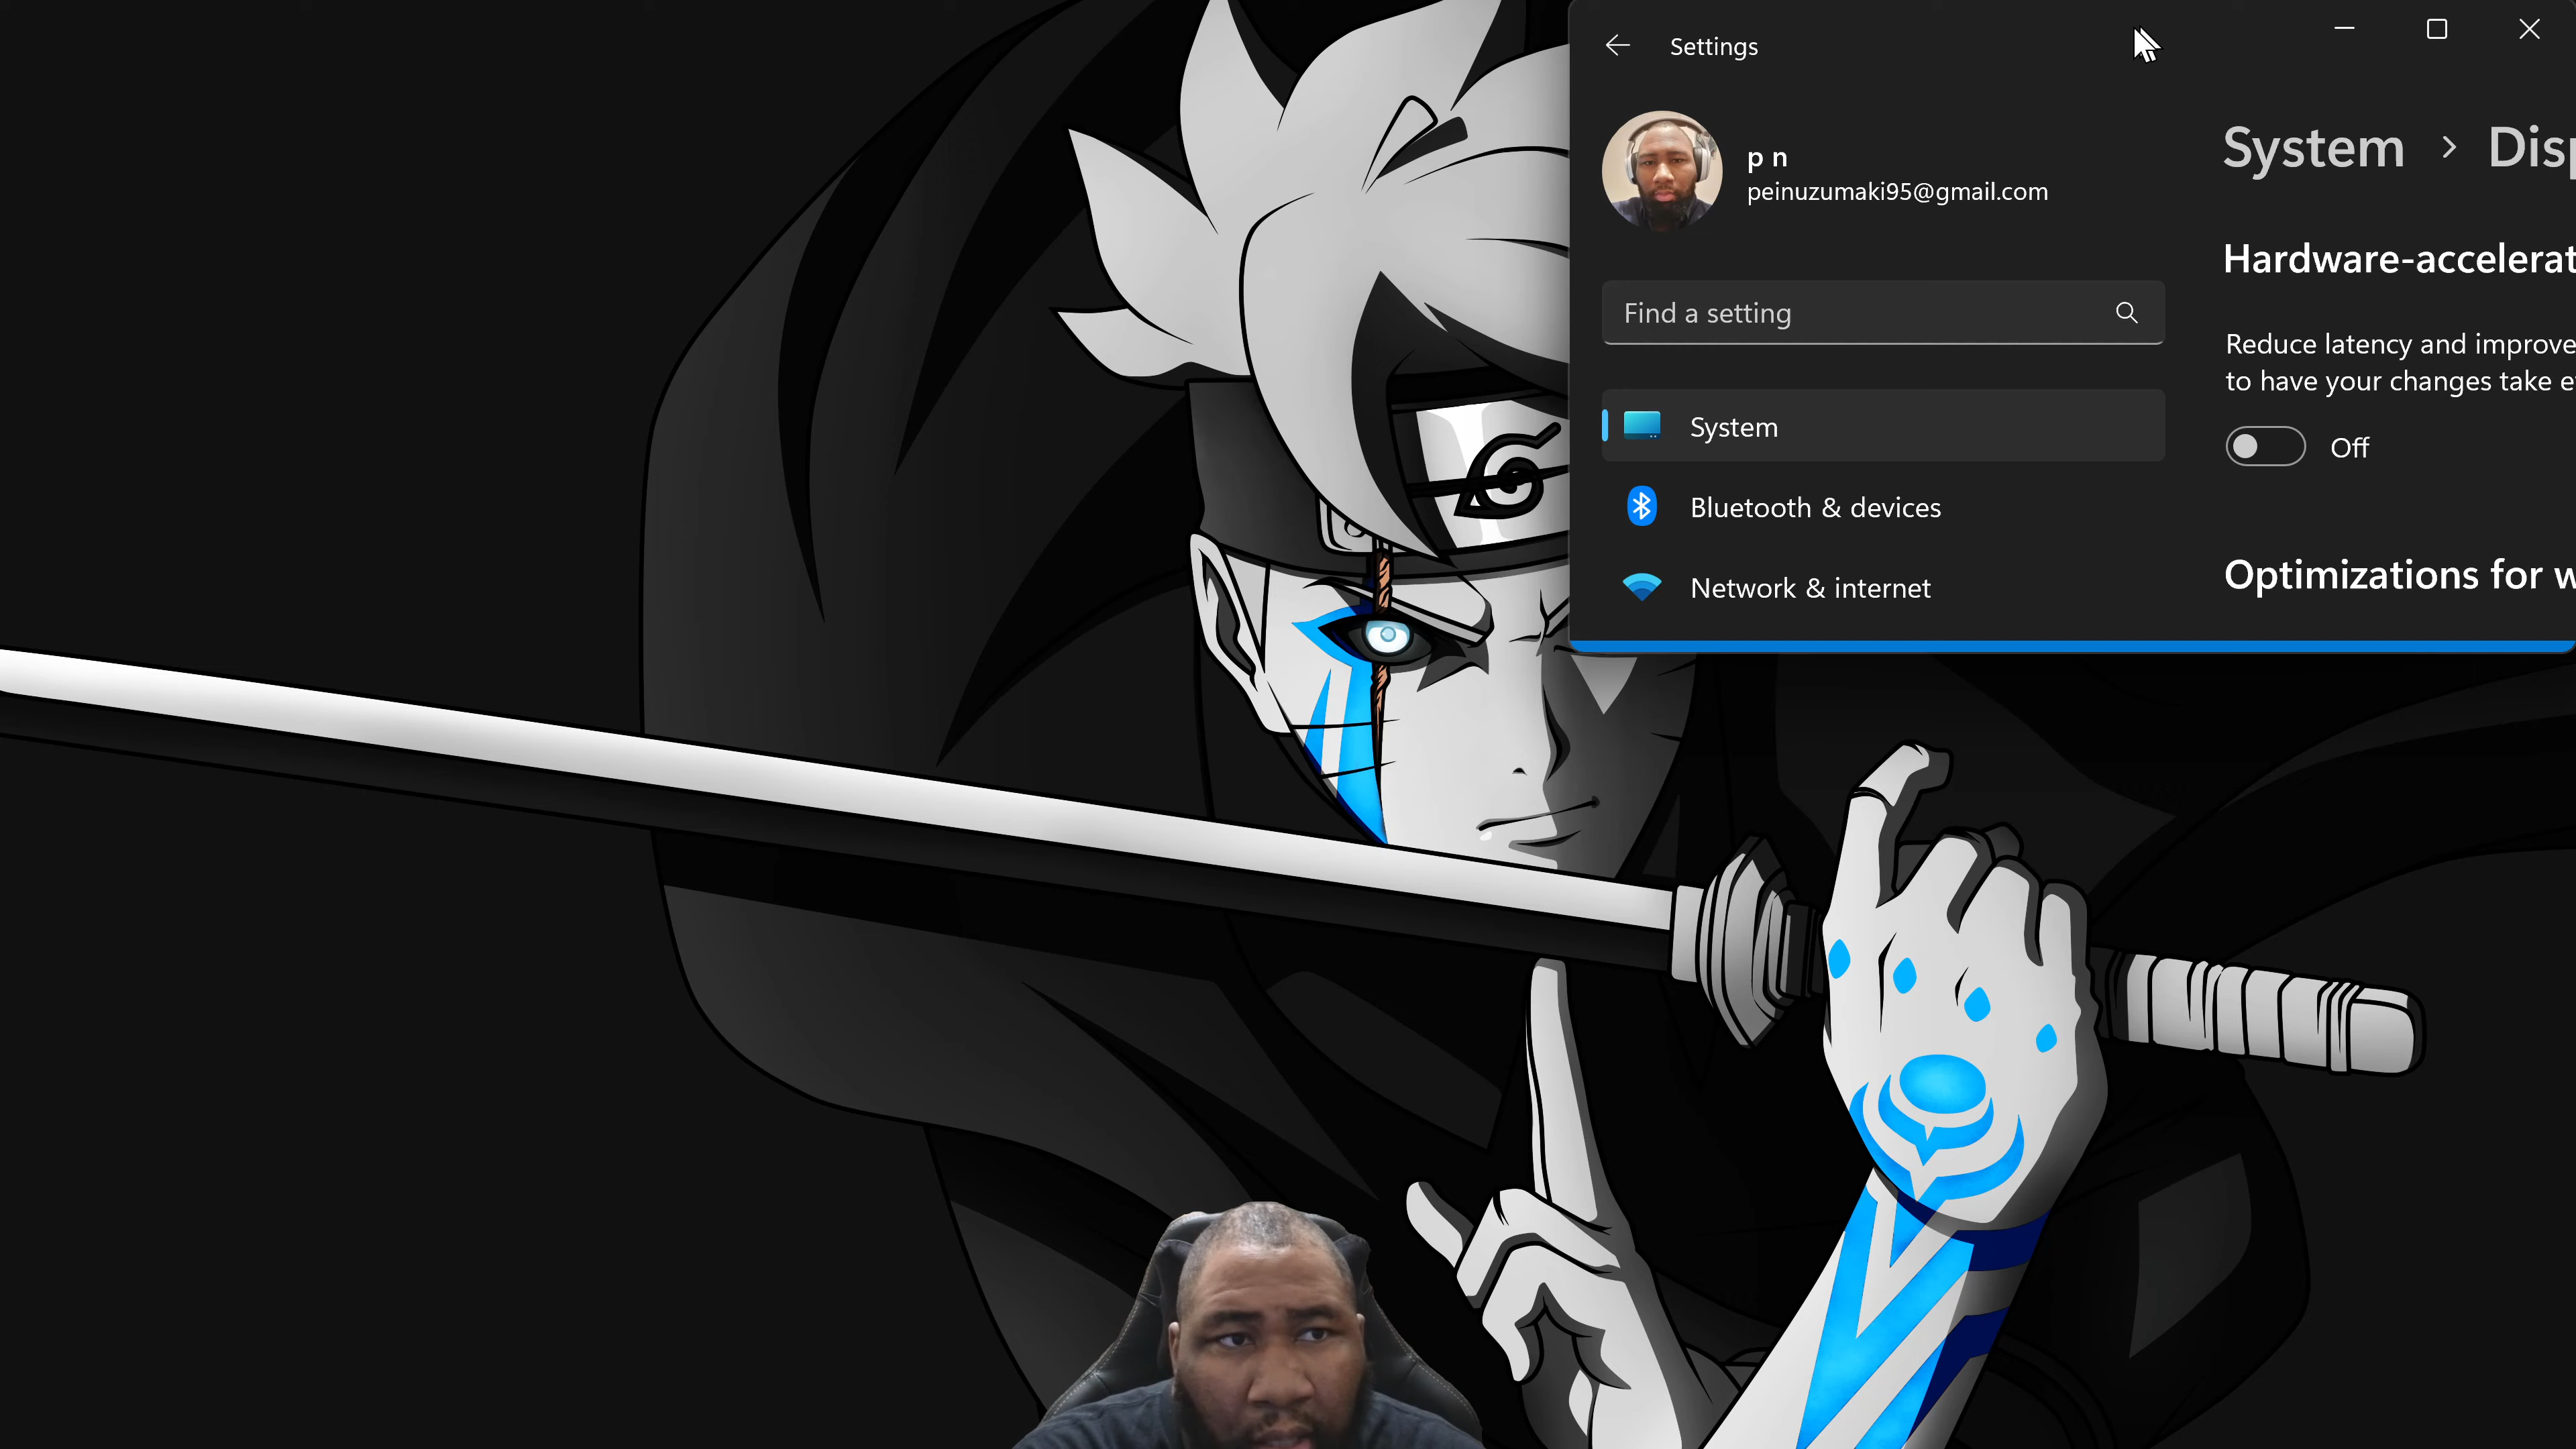 Settings
p n
peinuzumaki95@gmail.com
Find a setting
System
Bluetooth & devices
Network & internet
System > Disp
Hardware-accelerat
Reduce latency and improve
to have your changes take e
Off
Optimizations for w